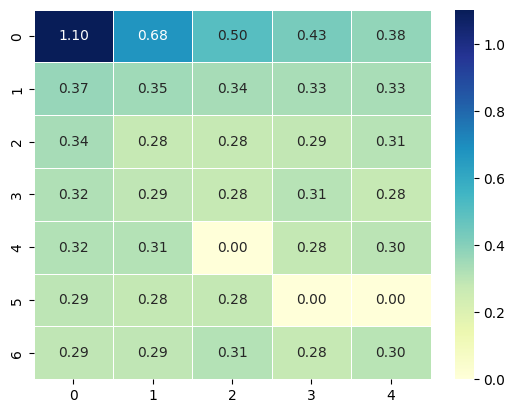 0 1.10 0.68 0.50 0.43 0.38
1 0.37 0.35 0.34 0.33 0.33
2 0.34 0.28 0.28 0.29 0.31
3 0.32 0.29 0.28 0.31 0.28
4 0.32 0.31 0.00 0.28 0.30
5 0.29 0.28 0.28 0.00 0.00
6 0.29 0.29 0.31 0.28 0.30
0 1 2 3 4
1.0
0.8
0.6
0.4
0.2
0.0